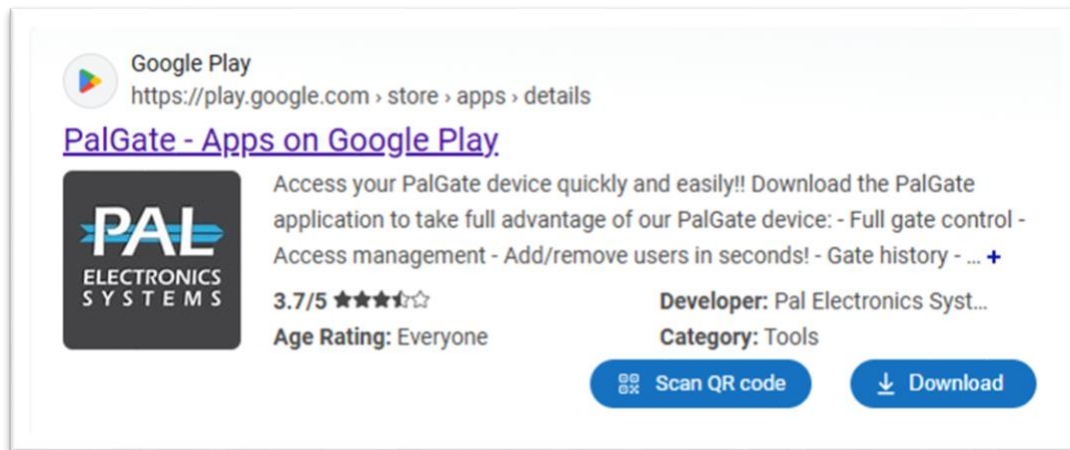 Google Play
https://play.google.com › store › apps › details
PalGate - Apps on Google Play
PAL
ELECTRONICS
SYSTEMS
Access your PalGate device quickly and easily!! Download the PalGate
application to take full advantage of our PalGate device: - Full gate control -
Access management - Add/remove users in seconds! - Gate history - ... +
3.7/5 ★★★⯪☆
Developer: Pal Electronics Syst...
Age Rating: Everyone
Category: Tools
Scan QR code
Download